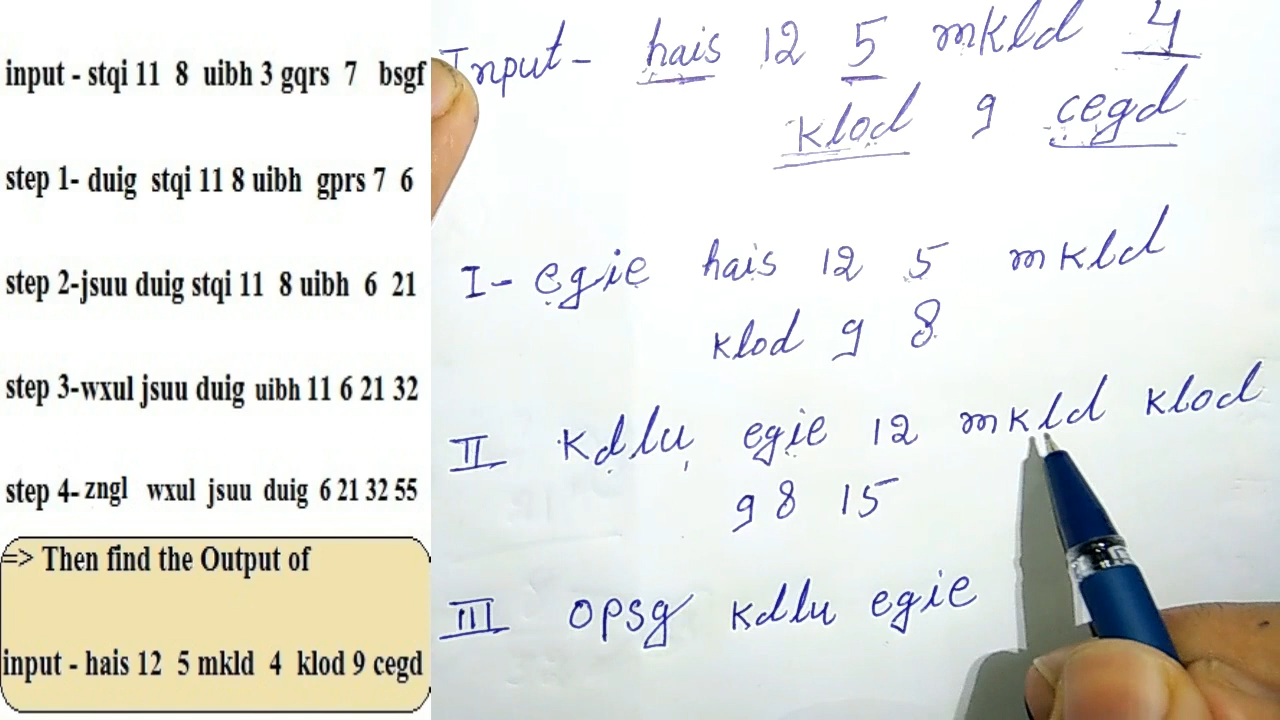 input - stqi 11 8 uibh 3 gqrs 7 bsgf
step 1- duig stqi 11 8 uibh gprs 7 6
step 2-jsuu duig stqi 11 8 uibh 6 21
step 3-wxul jsuu duig uibh 11 6 21 32
step 4- zngl wxul jsuu duig 6 21 32 55
=> Then find the Output of
input - hais 12 5 mkld 4 klod 9 cegd
Input- hais 12 5 mkld 4
klod 9 cegd
I- egie hais 12 5 mkld
klod 9 8
II kdlu egie 12 mkld klod
9 8 15
III opsg kdlu egie